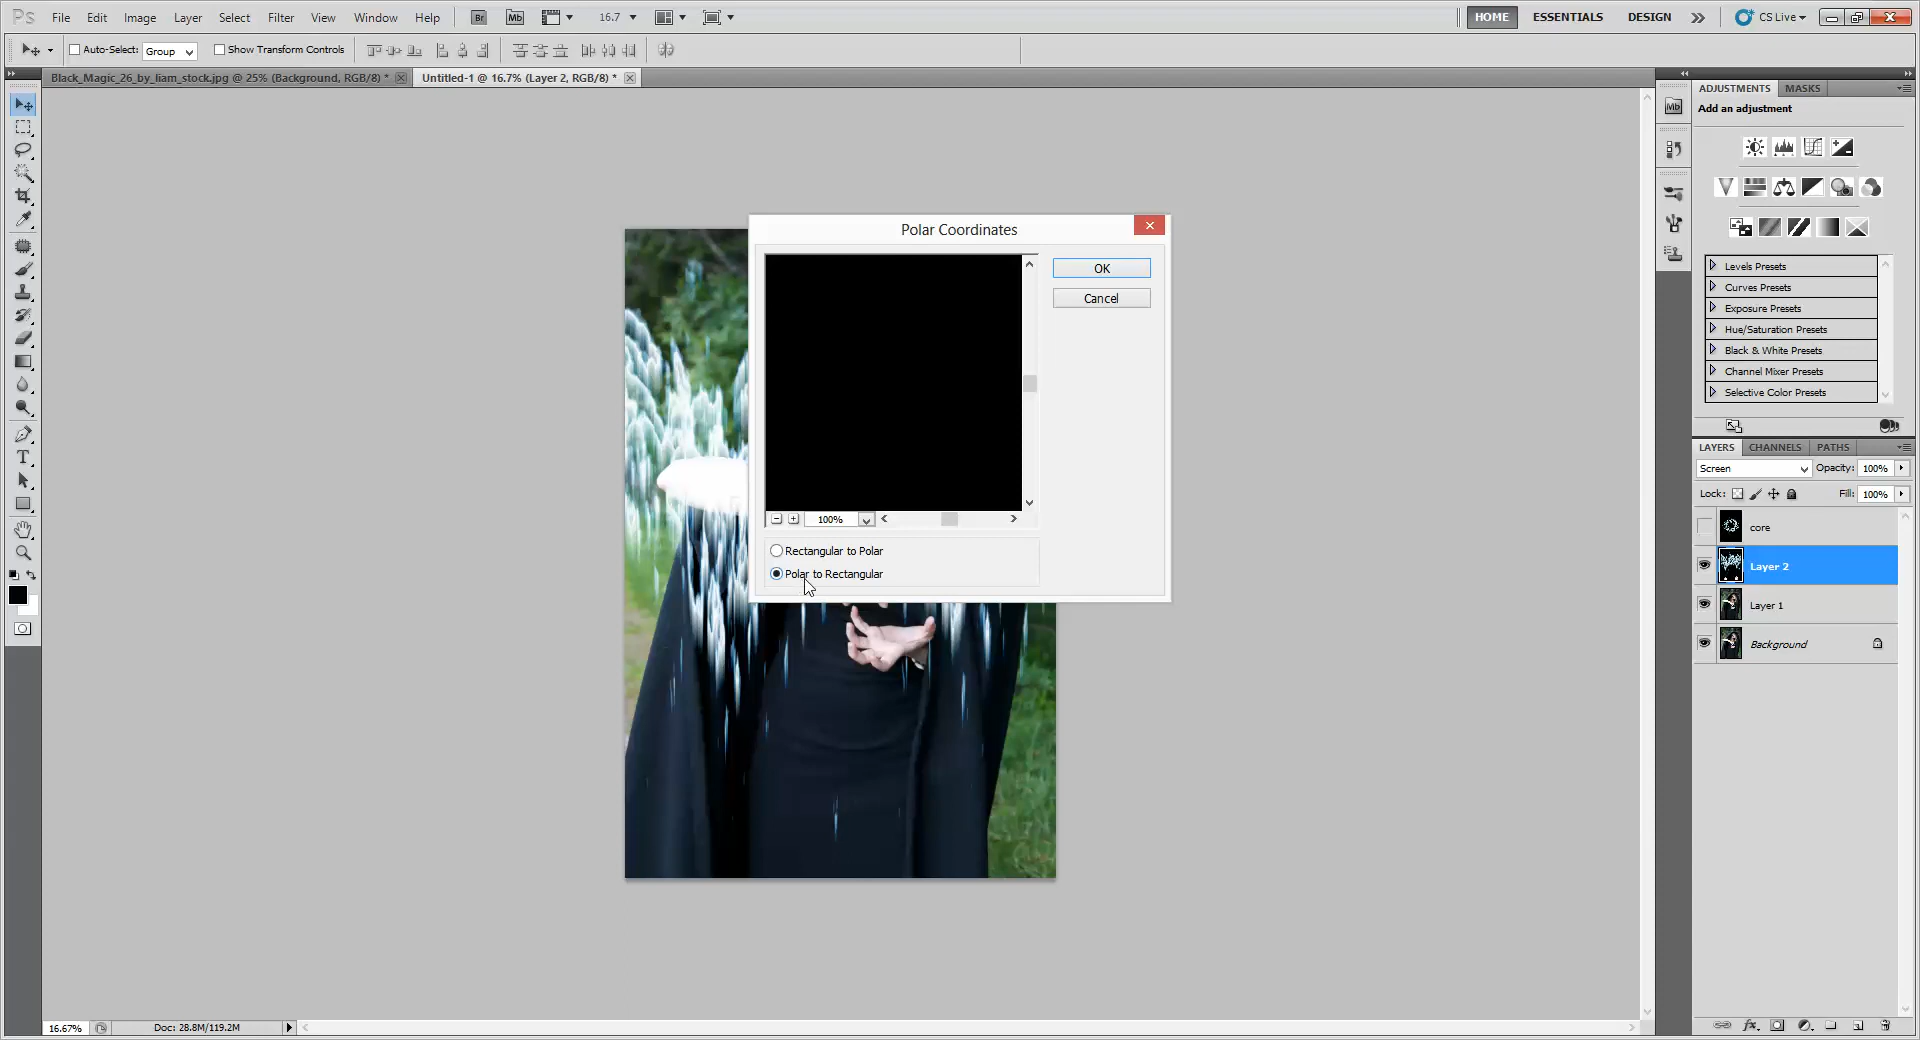 Ps File Edit Image Layer Select Filter View Window Help Br Mb 16.7 HOME ESSENTIALS DESIGN CS Live
Auto-Select: Group Show Transform Controls
Black_Magic_26_by_liam_stock.jpg @ 25% (Background, RGB/8) * Untitled-1 @ 16.7% (Layer 2, RGB/8) *
ADJUSTMENTS MASKS
Add an adjustment
Mb
Polar Coordinates
OK
Cancel
100%
Rectangular to Polar
Polar to Rectangular
Levels Presets
Curves Presets
Exposure Presets
Hue/Saturation Presets
Black & White Presets
Channel Mixer Presets
Selective Color Presets
LAYERS CHANNELS PATHS
Screen Opacity: 100%
Lock: Fill: 100%
core
Layer 2
Layer 1
Background
T
16.67% Doc: 28.8M/119.2M
fx